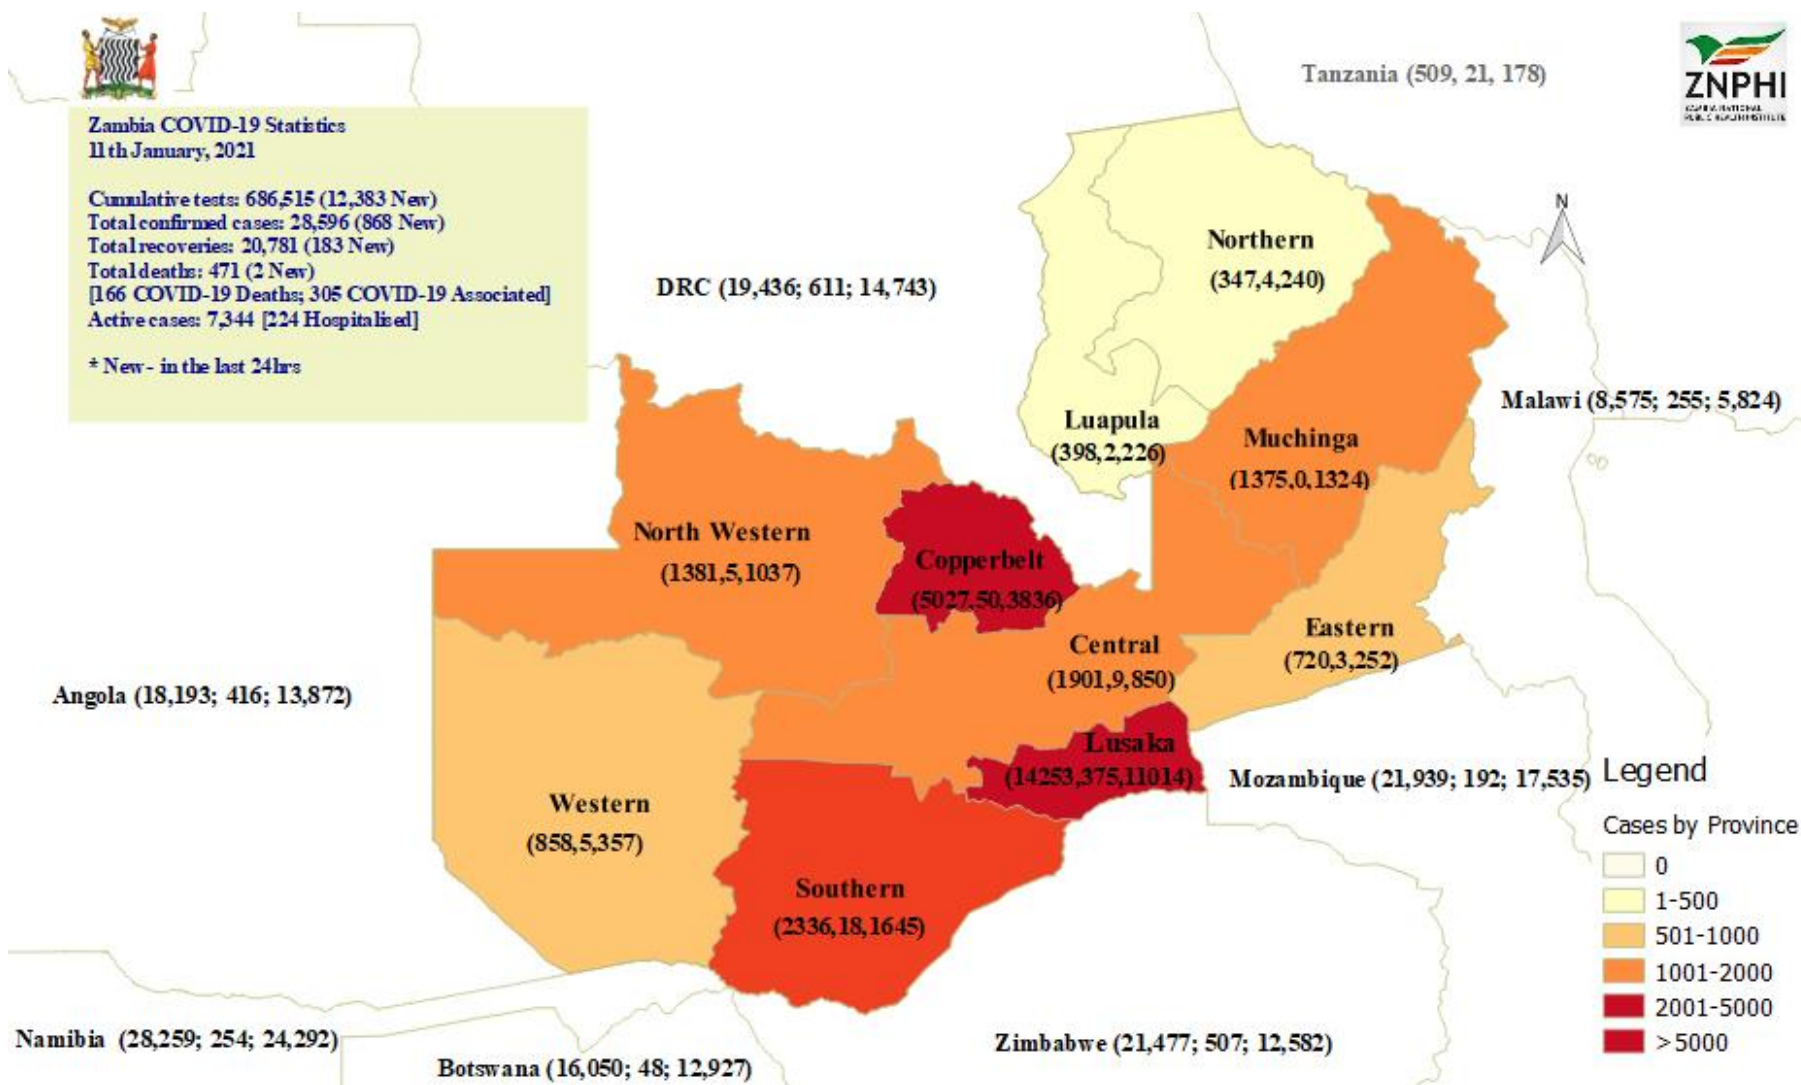 Zambia COVID-19 Statistics
11th January, 2021
Cumulative tests: 686,515 (12,383 New)
Total confirmed cases: 28,596 (868 New)
Total recoveries: 20,781 (183 New)
Total deaths: 471 (2 New)
[166 COVID-19 Deaths; 305 COVID-19 Associated]
Active cases: 7,344 [224 Hospitalised]
* New - in the last 24hrs
Tanzania (509, 21, 178)
ZNPHI
ZAMBIA NATIONAL
PUBLIC HEALTH INSTITUTE
N
Northern
(347,4,240)
DRC (19,436; 611; 14,743)
Malawi (8,575; 255; 5,824)
Luapula
(398,2,226)
Muchinga
(1375,0,1324)
North Western
(1381,5,1037)
Copperbelt
(5027,50,3836)
Central
(1901,9,850)
Eastern
(720,3,252)
Angola (18,193; 416; 13,872)
Lusaka
(14253,375,11014)
Mozambique (21,939; 192; 17,535)
Western
(858,5,357)
Southern
(2336,18,1645)
Namibia (28,259; 254; 24,292)
Botswana (16,050; 48; 12,927)
Zimbabwe (21,477; 507; 12,582)
Legend
Cases by Province
0
1-500
501-1000
1001-2000
2001-5000
>5000